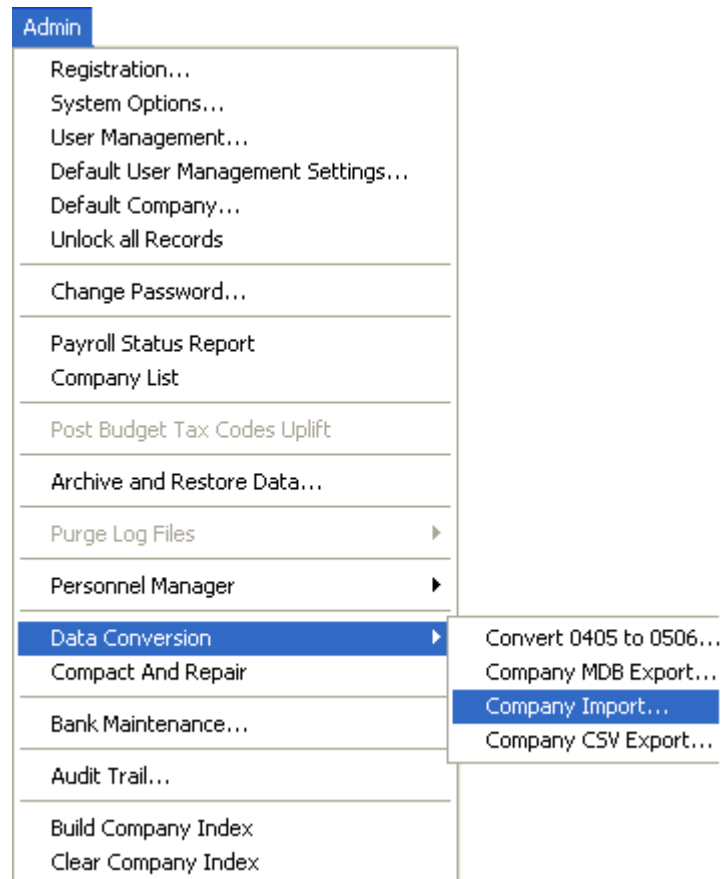 Admin
Registration...
System Options...
User Management...
Default User Management Settings...
Default Company...
Unlock all Records
Change Password...
Payroll Status Report
Company List
Post Budget Tax Codes Uplift
Archive and Restore Data...
Purge Log Files
Personnel Manager
Data Conversion
Convert 0405 to 0506...
Compact And Repair
Company MDB Export...
Company Import...
Bank Maintenance...
Company CSV Export...
Audit Trail...
Build Company Index
Clear Company Index